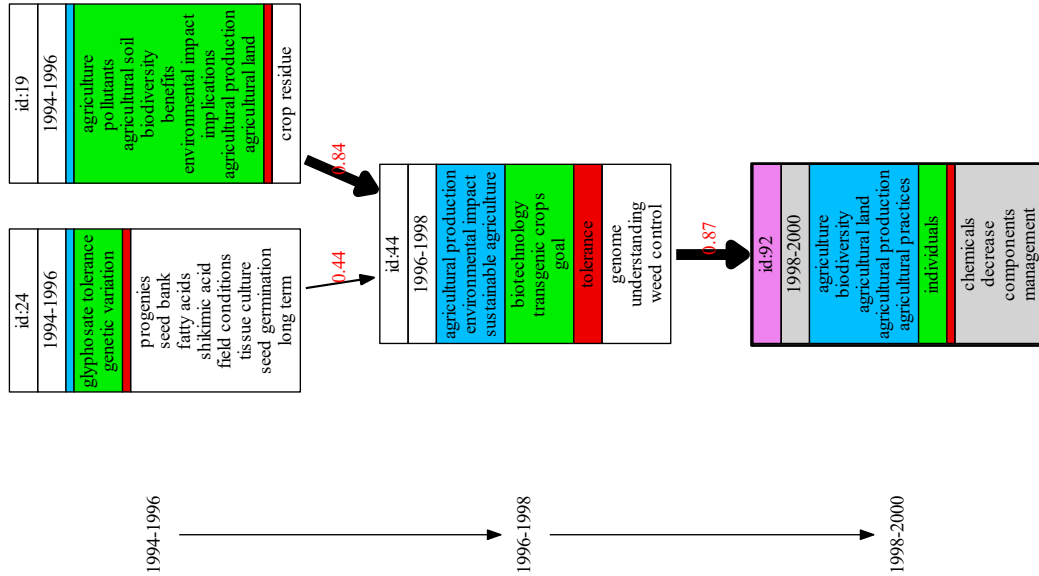 id:19
1994-1996
agriculture
pollutants
agricultural soil
biodiversity
benefits
environmental impact
implications
agricultural production
agricultural land
crop residue
id:24
1994-1996
glyphosate tolerance
genetic variation
progenies
seed bank
fatty acids
shikimic acid
field conditions
tissue culture
seed germination
long term
0.84
0.44
id:44
1996-1998
agricultural production
environmental impact
sustainable agriculture
biotechnology
transgenic crops
goal
tolerance
genome
understanding
weed control
0.87
id:92
1998-2000
agriculture
biodiversity
agricultural land
agricultural production
agricultural practices
individuals
chemicals
decrease
components
management
1994-1996
1996-1998
1998-2000